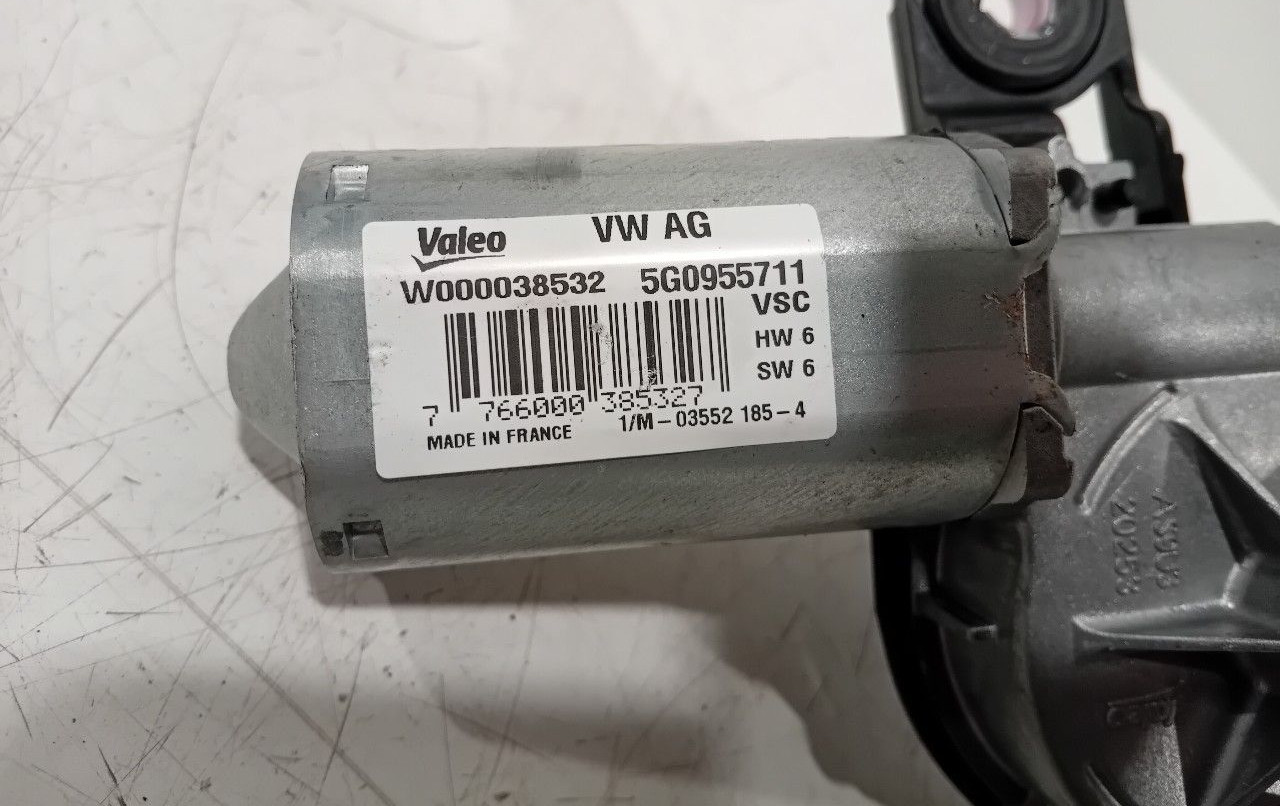 Valeo VW AG
W000038532 5G0955711
VSC
HW 6
SW 6
7 766000 385327
MADE IN FRANCE 1/M-03552 185-4
20253